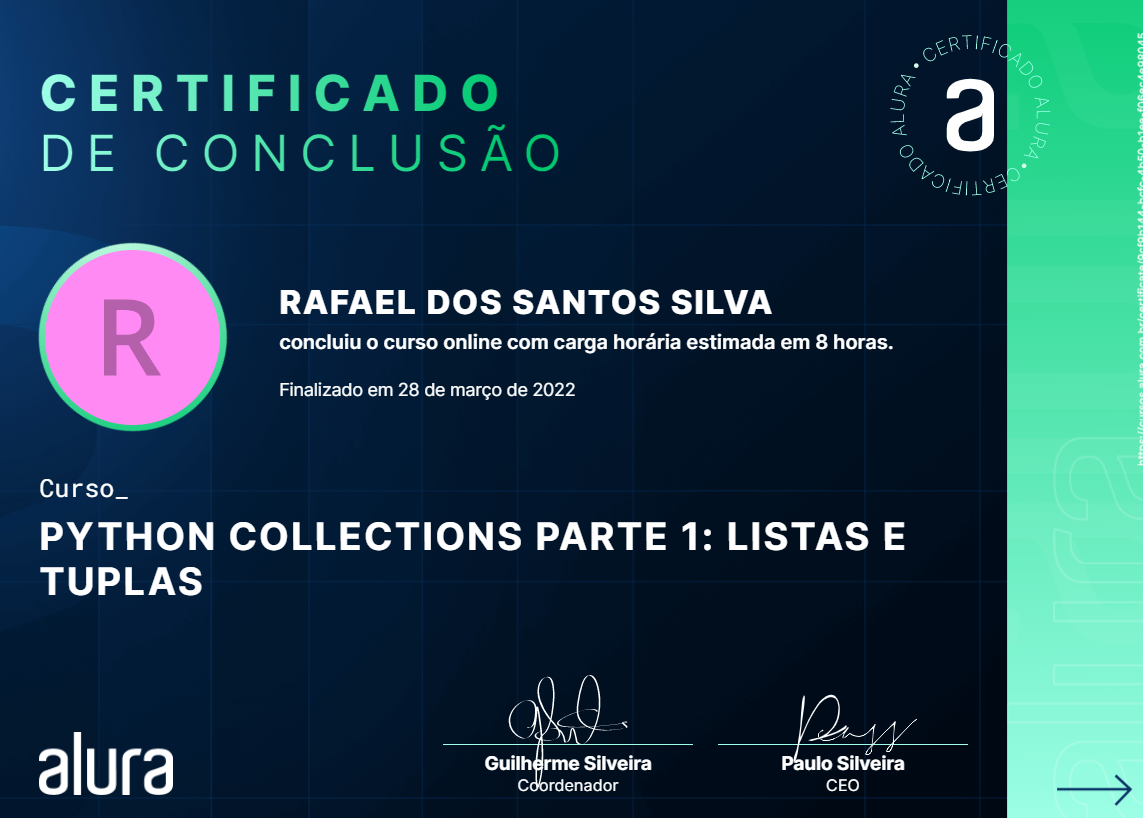 CERTIFICADO
DE CONCLUSÃO
CERTIFICADO ALURA • CERTIFICADO ALURA •
a
R
RAFAEL DOS SANTOS SILVA
concluiu o curso online com carga horária estimada em 8 horas.
Finalizado em 28 de março de 2022
Curso_
PYTHON COLLECTIONS PARTE 1: LISTAS E
TUPLAS
alura
Guilherme Silveira
Coordenador
Paulo Silveira
CEO
alura